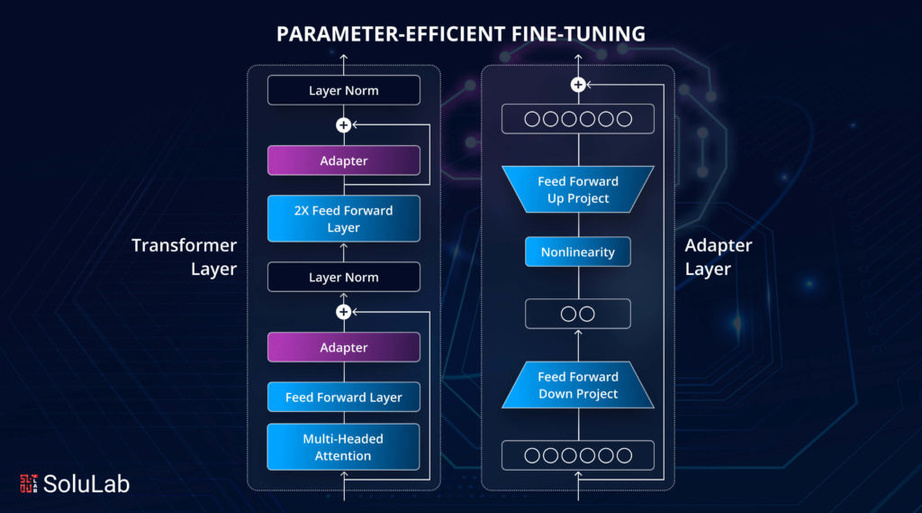 PARAMETER-EFFICIENT FINE-TUNING
Transformer
Layer
Layer Norm
+
Adapter
2X Feed Forward
Layer
Layer Norm
+
Adapter
Feed Forward Layer
Multi-Headed
Attention
+
Feed Forward
Up Project
Nonlinearity
Feed Forward
Down Project
Adapter
Layer
SoluLab